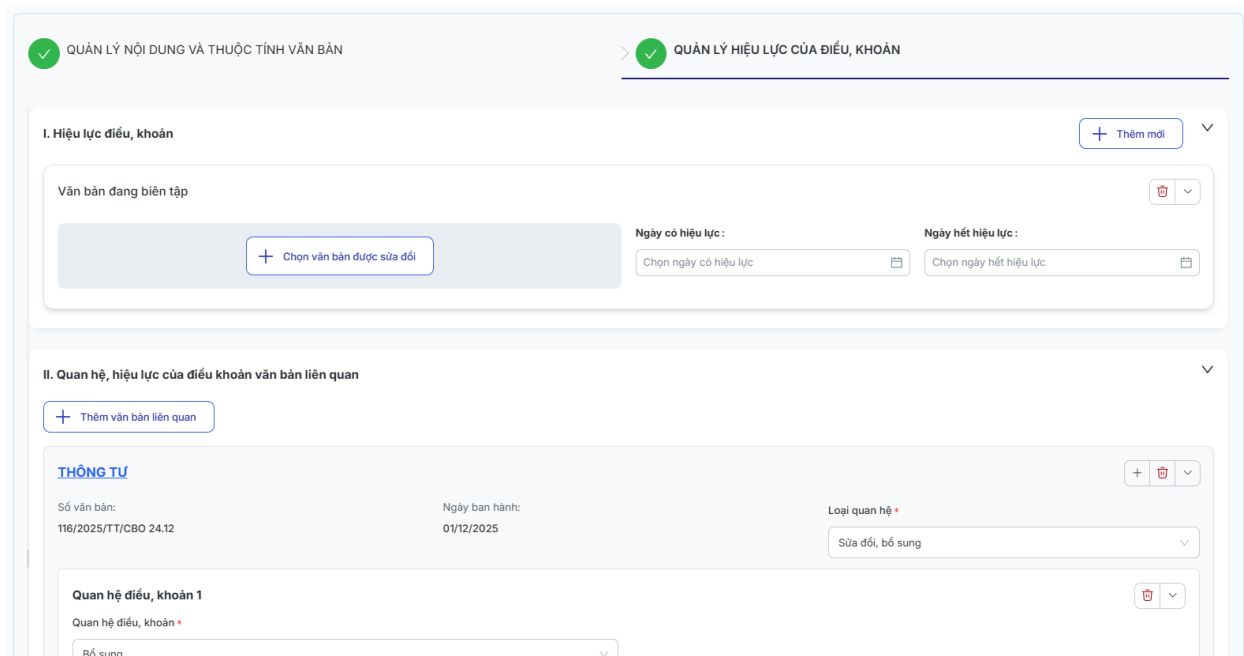 QUẢN LÝ NỘI DUNG VÀ THUỘC TÍNH VĂN BẢN
QUẢN LÝ HIỆU LỰC CỦA ĐIỀU, KHOẢN
I. Hiệu lực điều, khoản
Thêm mới
Văn bản đang biên tập
Chọn văn bản được sửa đổi
Ngày có hiệu lực :
Chọn ngày có hiệu lực
Ngày hết hiệu lực :
Chọn ngày hết hiệu lực
II. Quan hệ, hiệu lực của điều khoản văn bản liên quan
Thêm văn bản liên quan
THÔNG TƯ
Số văn bản:
116/2025/TT/CBO 24.12
Ngày ban hành:
01/12/2025
Loại quan hệ *
Sửa đổi, bổ sung
Quan hệ điều, khoản 1
Quan hệ điều, khoản *
Bổ sung